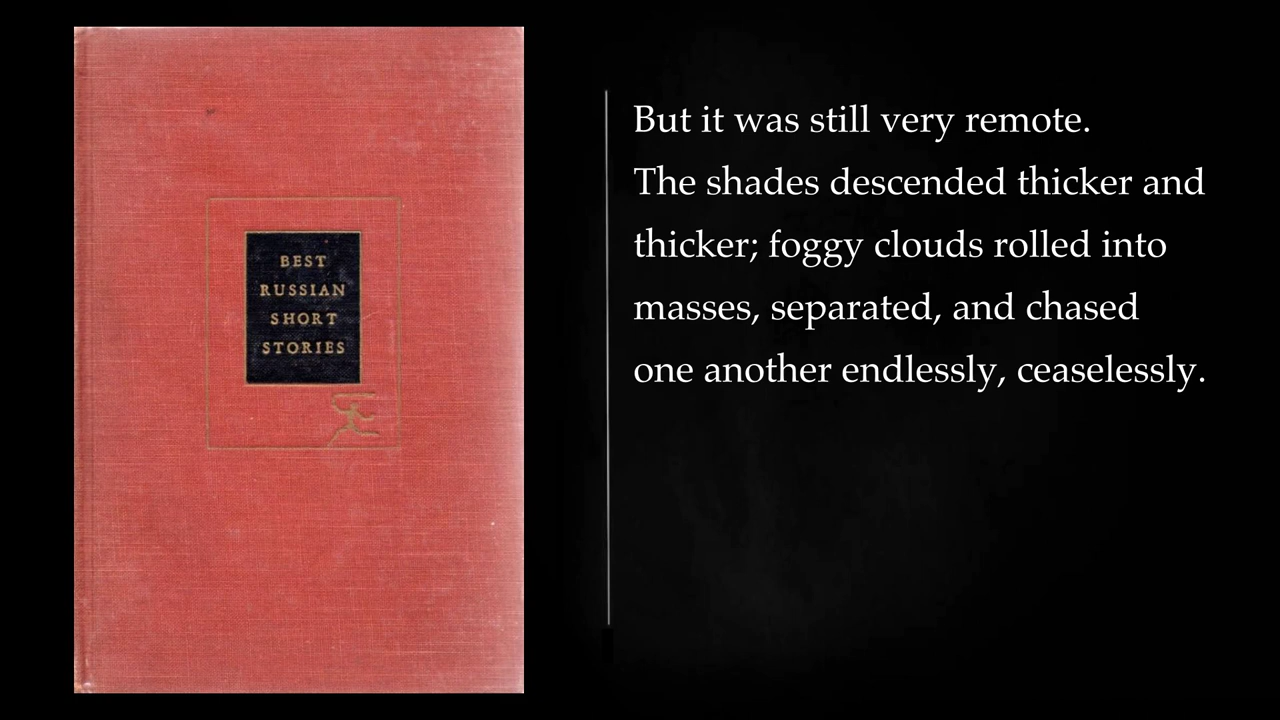 BEST
RUSSIAN
SHORT
STORIES
But it was still very remote.
The shades descended thicker and
thicker; foggy clouds rolled into
masses, separated, and chased
one another endlessly, ceaselessly.